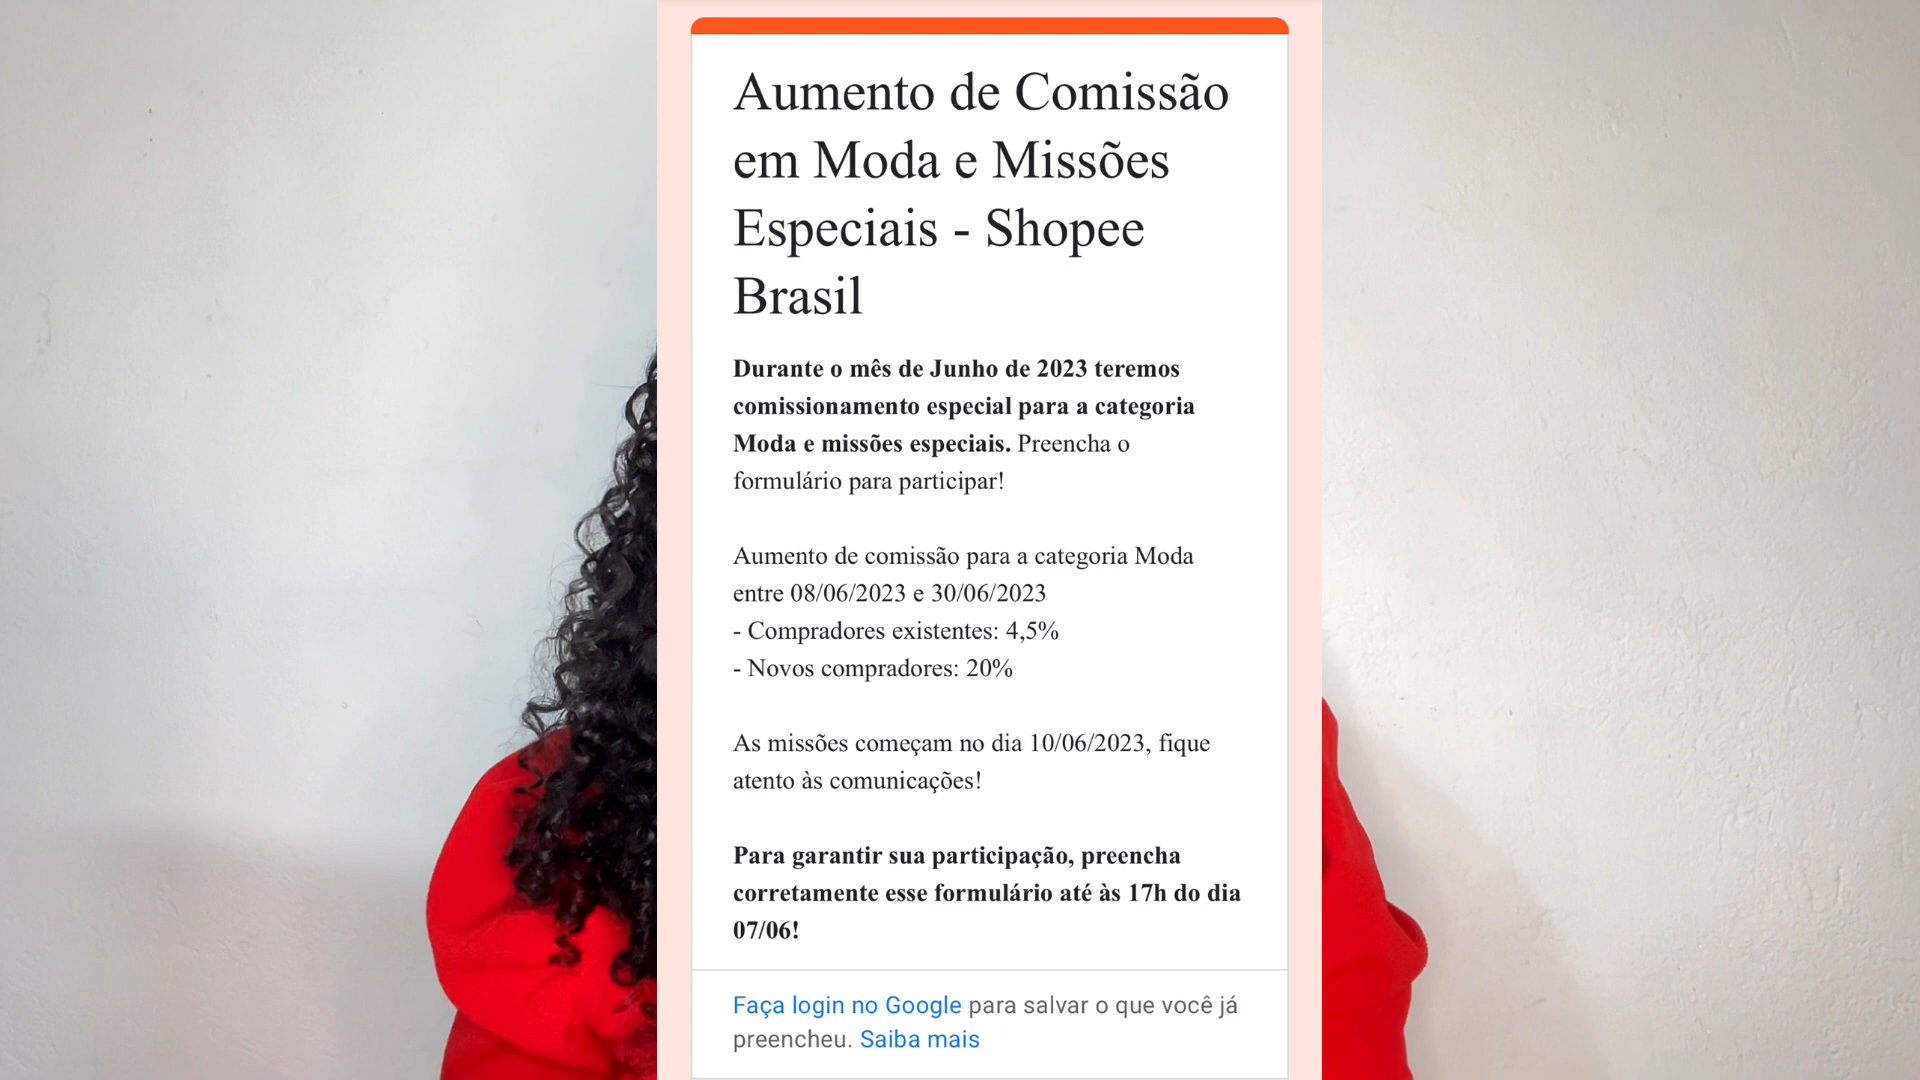 Aumento de Comissão
em Moda e Missões
Especiais - Shopee
Brasil
Durante o mês de Junho de 2023 teremos
comissionamento especial para a categoria
Moda e missões especiais. Preencha o
formulário para participar!
Aumento de comissão para a categoria Moda
entre 08/06/2023 e 30/06/2023
- Compradores existentes: 4,5%
- Novos compradores: 20%
As missões começam no dia 10/06/2023, fique
atento às comunicações!
Para garantir sua participação, preencha
corretamente esse formulário até às 17h do dia
07/06!
Faça login no Google para salvar o que você já
preencheu. Saiba mais